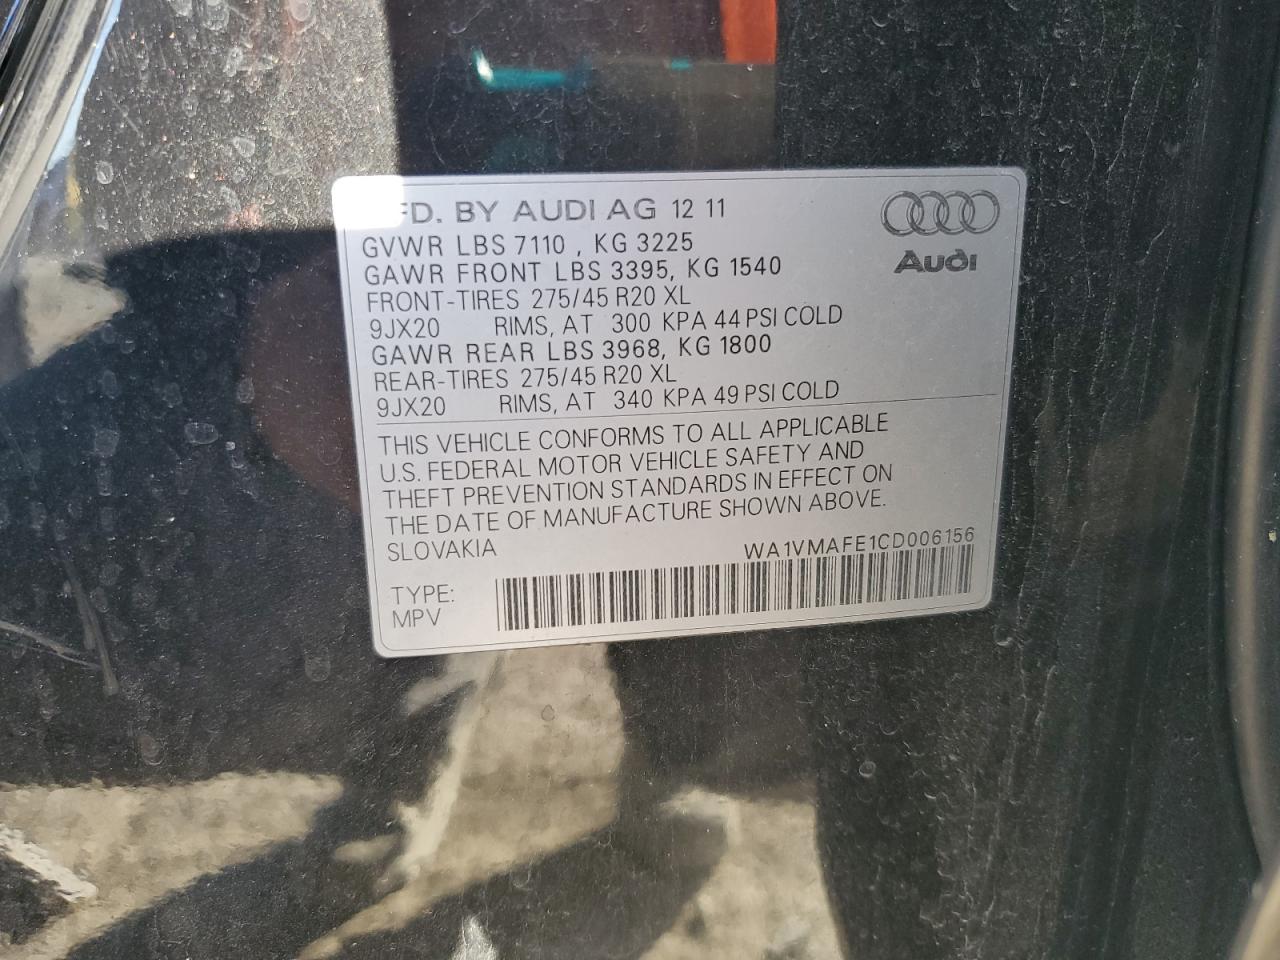 FD. BY AUDI AG 12 11
Audi
GVWR LBS 7110 , KG 3225
GAWR FRONT LBS 3395, KG 1540
FRONT-TIRES 275/45 R20 XL
9JX20 RIMS, AT 300 KPA 44 PSI COLD
GAWR REAR LBS 3968, KG 1800
REAR-TIRES 275/45 R20 XL
9JX20 RIMS, AT 340 KPA 49 PSI COLD
THIS VEHICLE CONFORMS TO ALL APPLICABLE
U.S. FEDERAL MOTOR VEHICLE SAFETY AND
THEFT PREVENTION STANDARDS IN EFFECT ON
THE DATE OF MANUFACTURE SHOWN ABOVE.
SLOVAKIA WA1VMAFE1CD006156
TYPE:
MPV